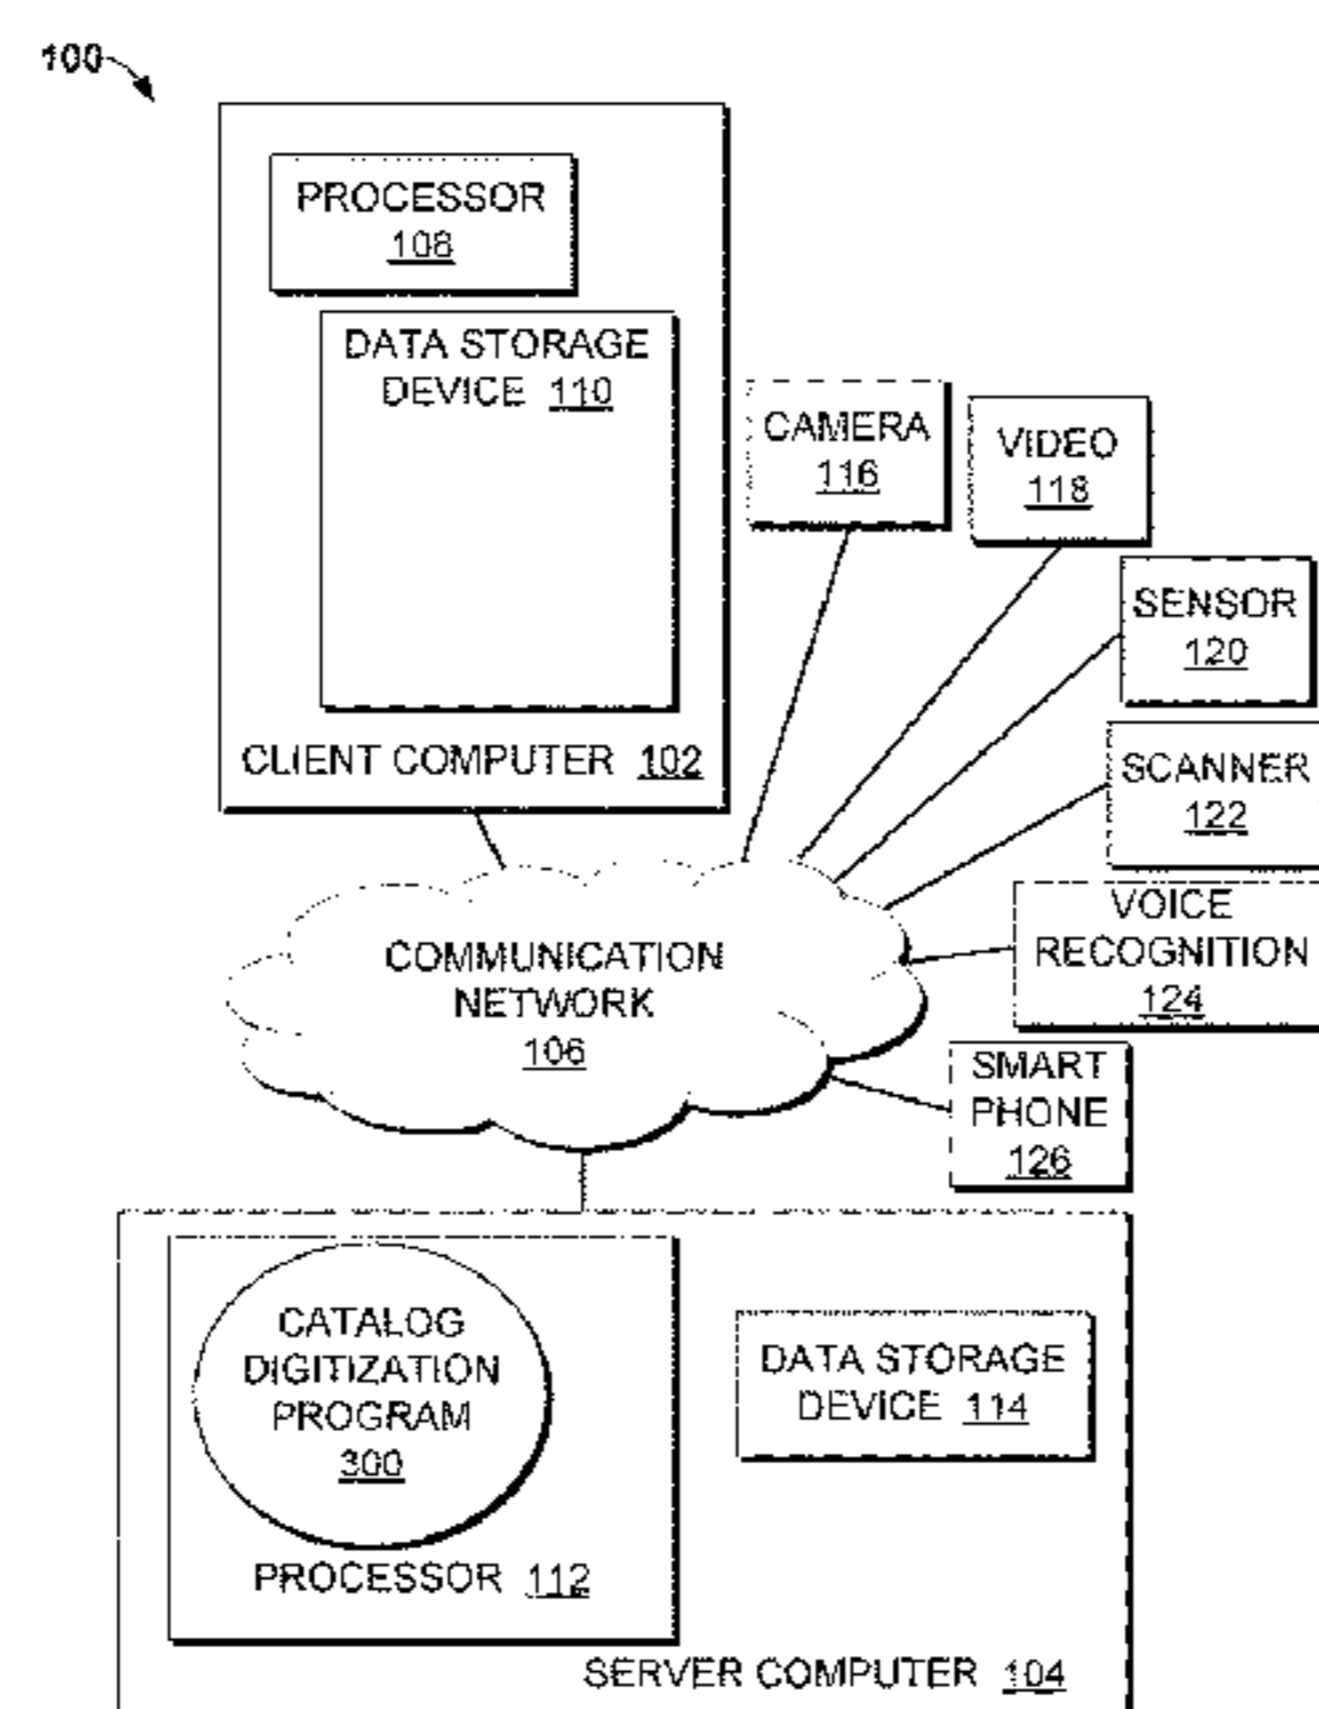 100
PROCESSOR
108
DATA STORAGE
DEVICE 110
CLIENT COMPUTER 102
CAMERA
116
VIDEO
118
SENSOR
120
SCANNER
122
VOICE
RECOGNITION
124
SMART
PHONE
126
COMMUNICATION
NETWORK
106
CATALOG
DIGITIZATION
PROGRAM
300
PROCESSOR 112
DATA STORAGE
DEVICE 114
SERVER COMPUTER 104